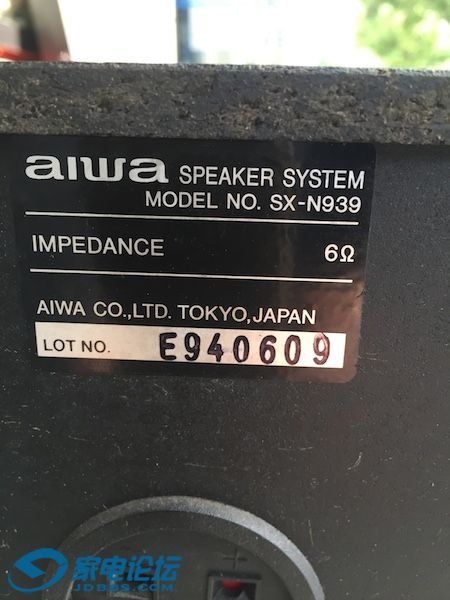 aiwa SPEAKER SYSTEM
MODEL NO. SX-N939
IMPEDANCE 6Ω
AIWA CO.,LTD. TOKYO,JAPAN
LOT NO. E940609
家电论坛
JDBBS.COM